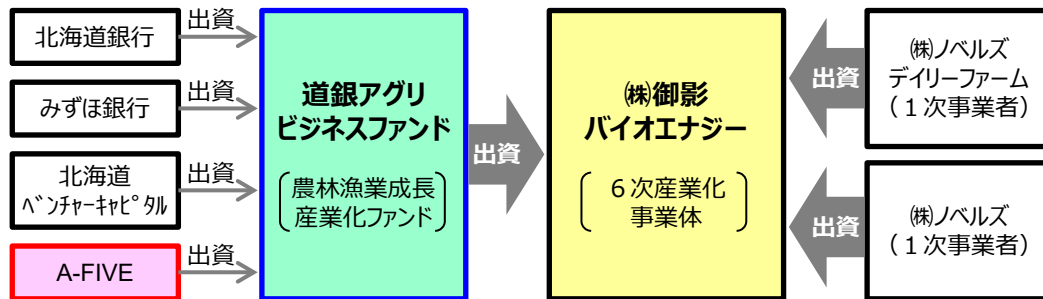 北海道銀行
出資
みずほ銀行
出資
北海道
ﾍﾞﾝﾁｬｰｷｬﾋﾟﾀﾙ
出資
A-FIVE
出資
道銀アグリ
ビジネスファンド
農林漁業成長
産業化ファンド
出資
㈱御影
バイオエナジー
６次産業化
事業体
出資
㈱ノベルズ
デイリーファーム
（１次事業者）
出資
㈱ノベルズ
（１次事業者）